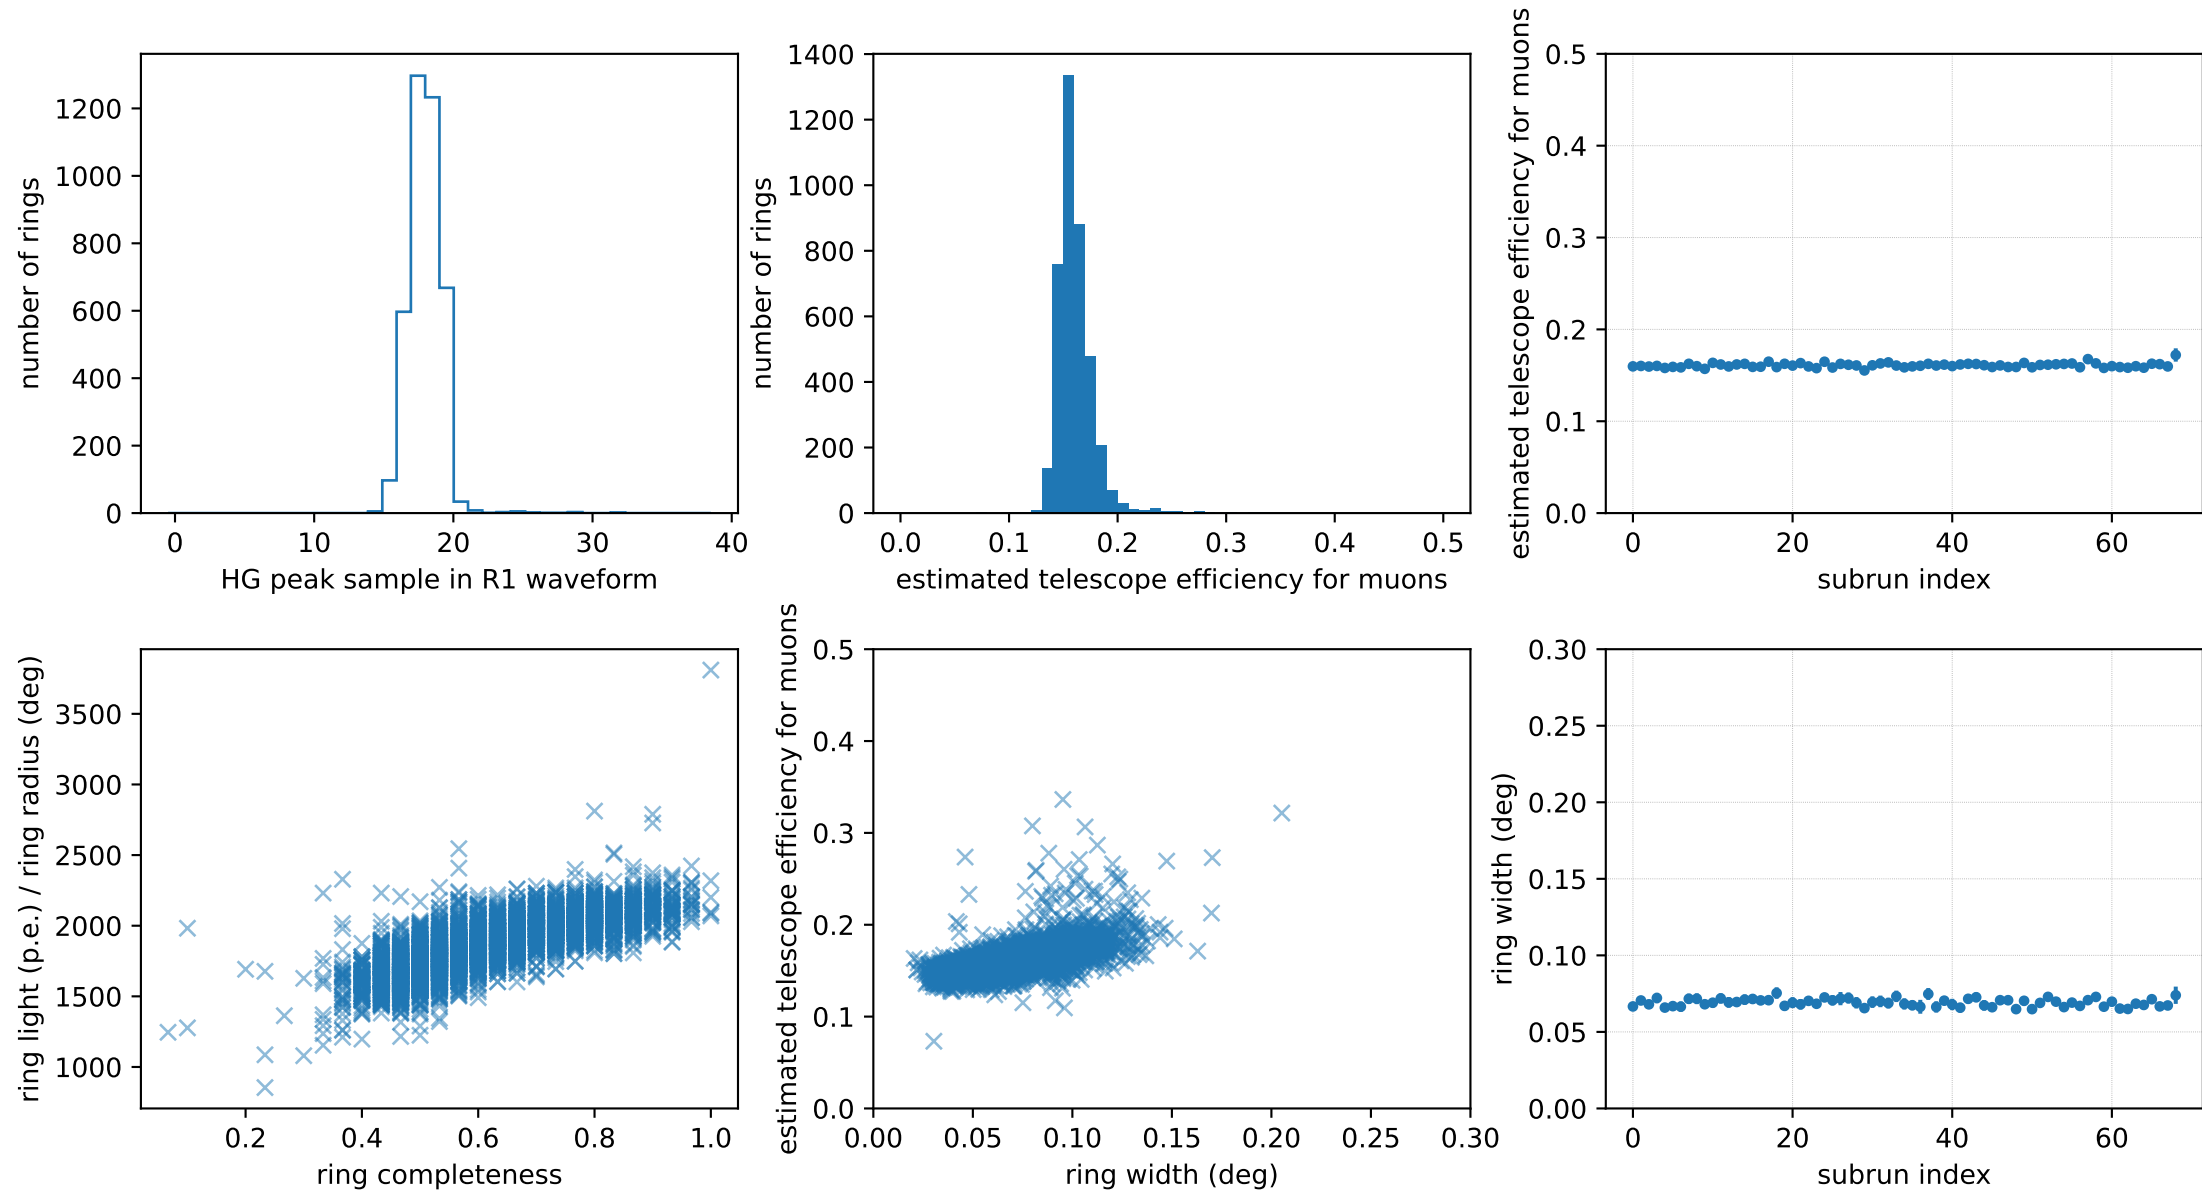 number of rings
1200
1000
800
600
400
200
0
0 10 20 30 40
HG peak sample in R1 waveform
number of rings
1400
1200
1000
800
600
400
200
0
0.0 0.1 0.2 0.3 0.4 0.5
estimated telescope efficiency for muons
estimated telescope efficiency for muons
0.5
0.4
0.3
0.2
0.1
0.0
0 20 40 60
subrun index
ring light (p.e.) / ring radius (deg)
3500
3000
2500
2000
1500
1000
0.2 0.4 0.6 0.8 1.0
ring completeness
estimated telescope efficiency for muons
0.5
0.4
0.3
0.2
0.1
0.0
0.00 0.05 0.10 0.15 0.20 0.25 0.30
ring width (deg)
ring width (deg)
0.30
0.25
0.20
0.15
0.10
0.05
0.00
0 20 40 60
subrun index